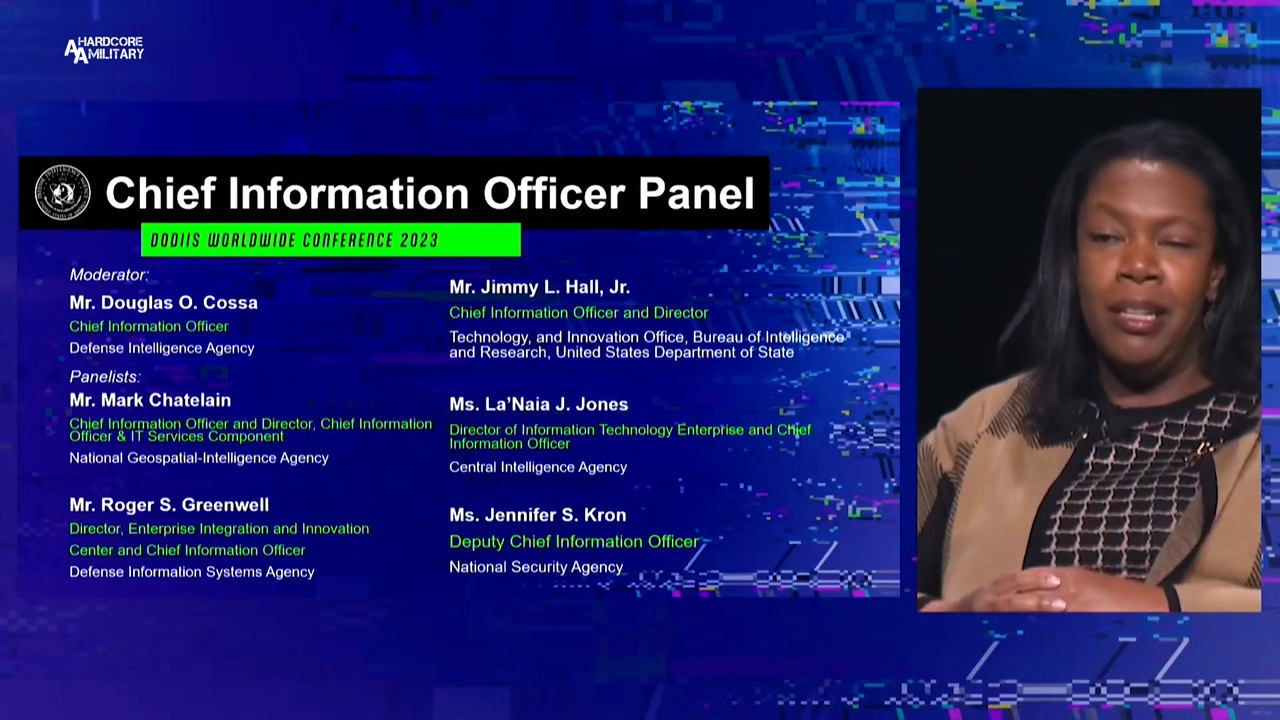 A HARDCORE
A MILITARY
Chief Information Officer Panel
DODIIS WORLDWIDE CONFERENCE 2023
Moderator:
Mr. Douglas O. Cossa
Chief Information Officer
Defense Intelligence Agency
Panelists:
Mr. Mark Chatelain
Chief Information Officer and Director, Chief Information
Officer & IT Services Component
National Geospatial-Intelligence Agency
Mr. Roger S. Greenwell
Director, Enterprise Integration and Innovation
Center and Chief Information Officer
Defense Information Systems Agency
Mr. Jimmy L. Hall, Jr.
Chief Information Officer and Director
Technology, and Innovation Office, Bureau of Intelligence
and Research, United States Department of State
Ms. La’Naia J. Jones
Director of Information Technology Enterprise and Chief
Information Officer
Central Intelligence Agency
Ms. Jennifer S. Kron
Deputy Chief Information Officer
National Security Agency